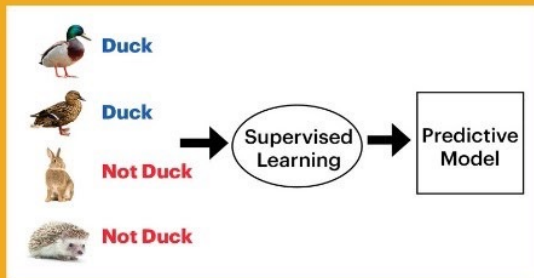 Duck
Duck
Not Duck
Not Duck
Supervised
Learning
Predictive
Model